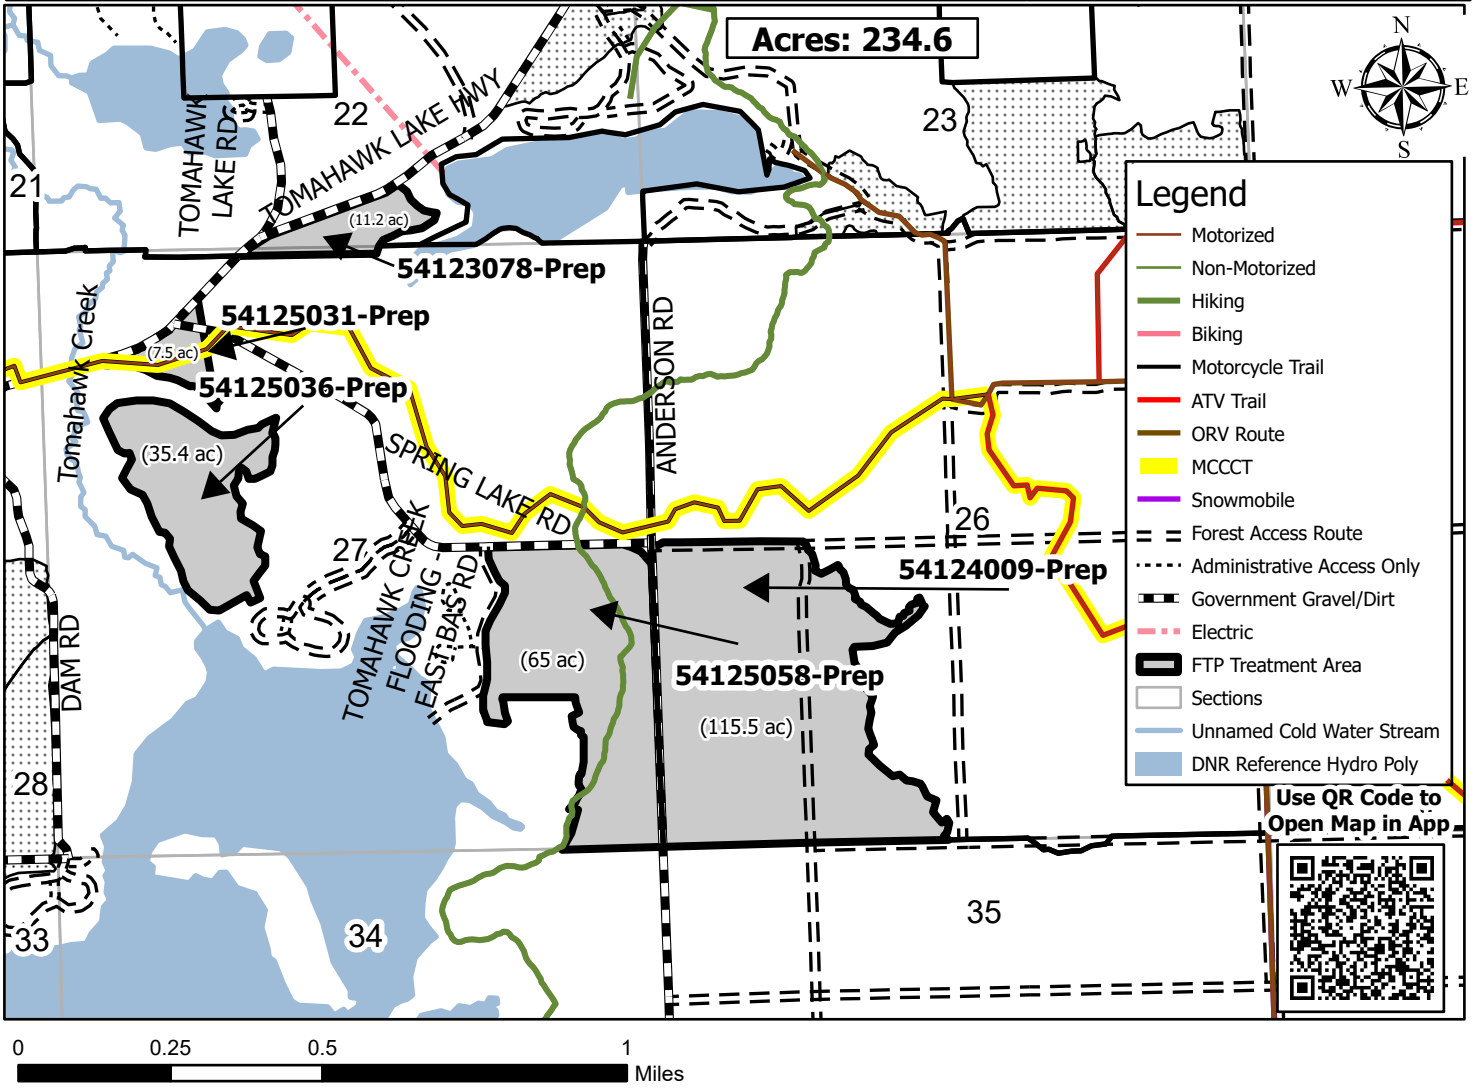 Acres: 234.6
N
W
E
S
22
23
21
TOMAHAWK
LAKE RD
TOMAHAWK LAKE HWY
(11.2 ac)
54123078-Prep
Tomahawk Creek
54125031-Prep
(7.5 ac)
54125036-Prep
(35.4 ac)
ANDERSON RD
SPRING LAKE RD
26
27
54124009-Prep
TOMAHAWK CREEK
FLOODING -
EAST BAS RD
(65 ac)
54125058-Prep
(115.5 ac)
DAM RD
28
33
34
35
Legend
Motorized
Non-Motorized
Hiking
Biking
Motorcycle Trail
ATV Trail
ORV Route
MCCCT
Snowmobile
Forest Access Route
Administrative Access Only
Government Gravel/Dirt
Electric
FTP Treatment Area
Sections
Unnamed Cold Water Stream
DNR Reference Hydro Poly
Use QR Code to
Open Map in App
0 0.25 0.5 1
Miles